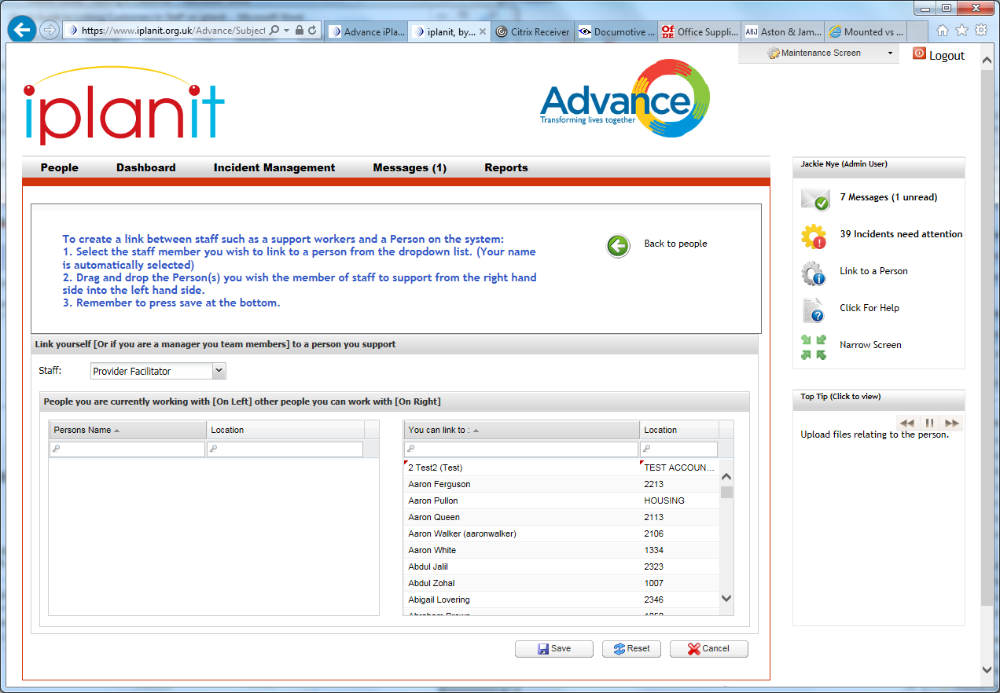 https://www.iplanit.org.uk/Advance/Subject
Advance iPla...
iplanit, by...
Citrix Receiver
Documotive ...
Office Suppli...
Aston & Jam...
Mounted vs ...
Maintenance Screen
Logout
iplanit
Advance
Transforming lives together
People Dashboard Incident Management Messages (1) Reports
To create a link between staff such as a support workers and a Person on the system:
1. Select the staff member you wish to link to a person from the dropdown list. (Your name
is automatically selected)
2. Drag and drop the Person(s) you wish the member of staff to support from the right hand
side into the left hand side.
3. Remember to press save at the bottom.
Back to people
Link yourself [Or if you are a manager you team members] to a person you support
Staff: Provider Facilitator
People you are currently working with [On Left] other people you can work with [On Right]
Persons Name Location
You can link to : Location
2 Test2 (Test) TEST ACCOUN...
Aaron Ferguson 2213
Aaron Pullon HOUSING
Aaron Queen 2113
Aaron Walker (aaronwalker) 2106
Aaron White 1334
Abdul Jalil 2323
Abdul Zohal 1007
Abigail Lovering 2346
Save Reset Cancel
Jackie Nye (Admin User)
7 Messages (1 unread)
39 Incidents need attention
Link to a Person
Click For Help
Narrow Screen
Top Tip (Click to view)
Upload files relating to the person.